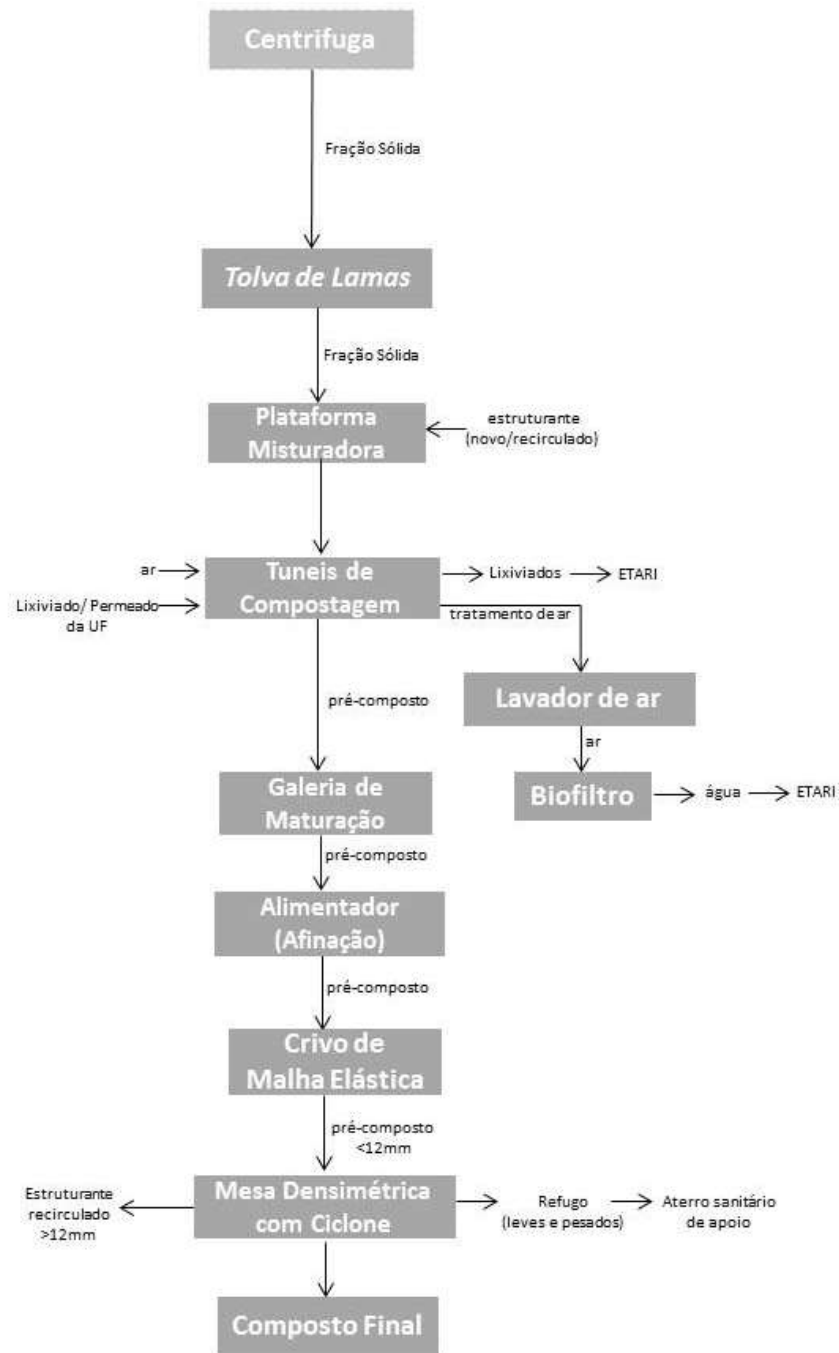 Centrifuga
Fração Sólida
Tolva de Lamas
Fração Sólida
Plataforma
Misturadora
estruturante
(novo/recirculado)
ar
Lixiviado/ Permeado
da UF
Tuneis de
Compostagem
Lixiviados
ETARI
tratamento de ar
Lavador de ar
ar
Biofiltro
água
ETARI
pré-composto
Galeria de
Maturação
pré-composto
Alimentador
(Afinação)
pré-composto
Crivo de
Malha Elástica
pré-composto
<12mm
Estruturante
recirculado
>12mm
Mesa Densimétrica
com Ciclone
Refugo
(leves e pesados)
Aterro sanitário
de apoio
Composto Final